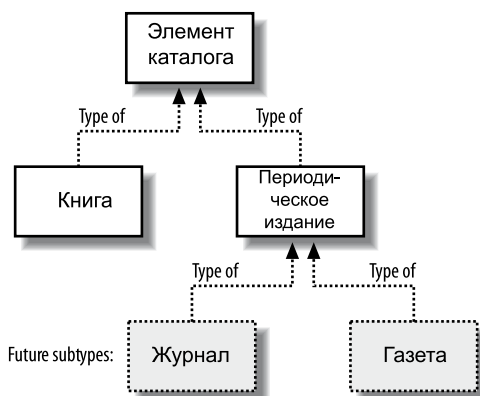 Элемент
каталога
Type of
Type of
Книга
Периоди-
ческое
издание
Type of
Type of
Future subtypes:
Журнал
Газета